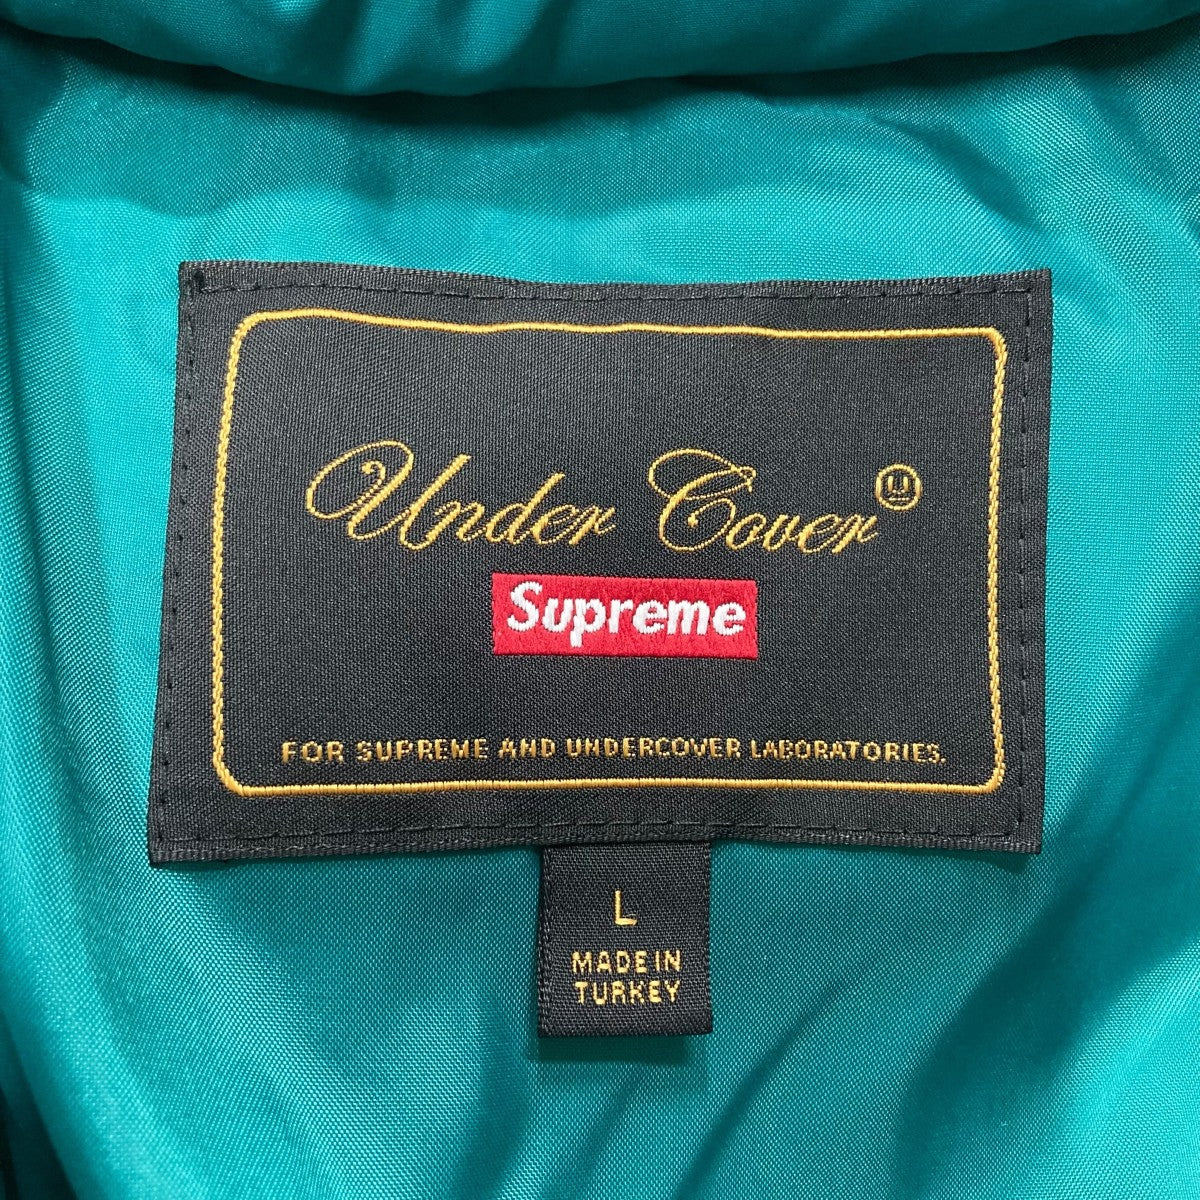 Under Cover
Supreme
FOR SUPREME AND UNDERCOVER LABORATORIES.
L
MADE IN
TURKEY